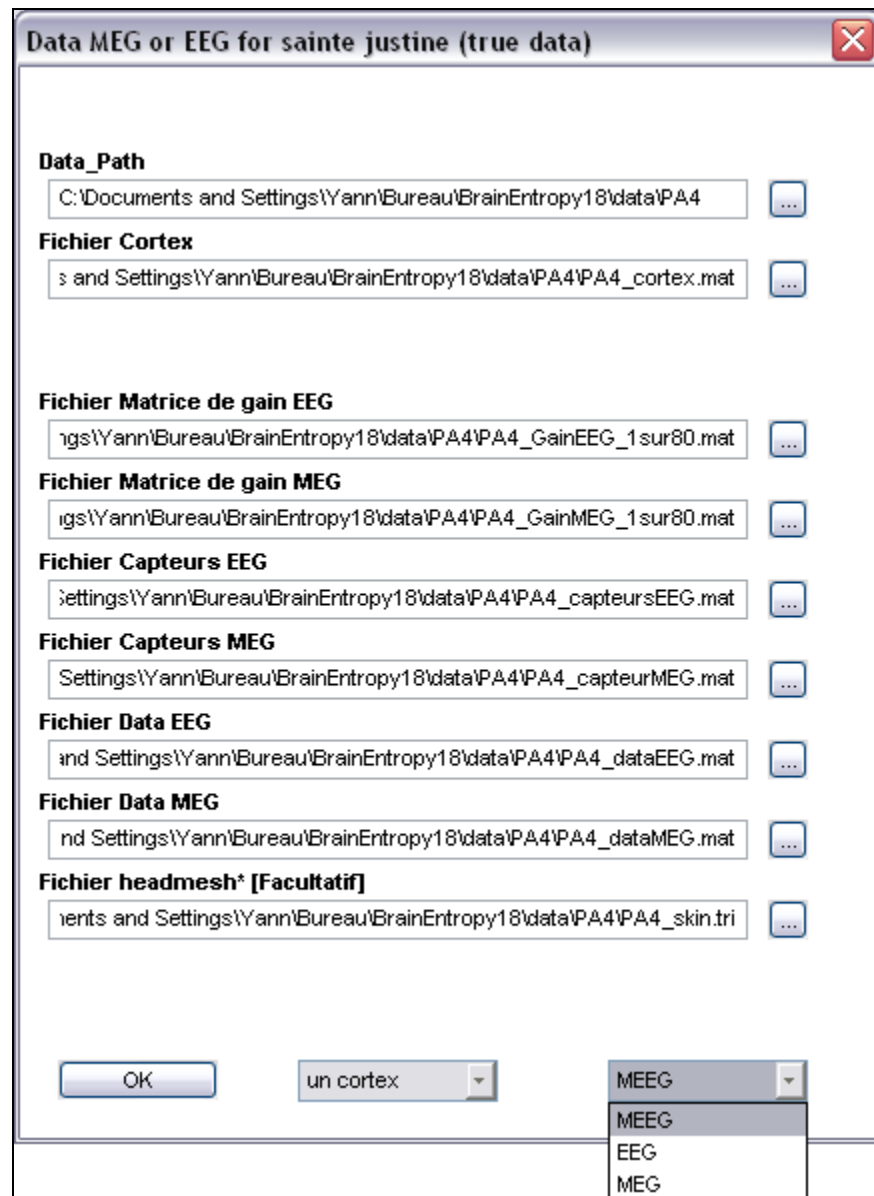 Data MEG or EEG for sainte justine (true data)
Data_Path
C:\Documents and Settings\Yann\Bureau\BrainEntropy18\data\PA4
...
Fichier Cortex
s and Settings\Yann\Bureau\BrainEntropy18\data\PA4\PA4_cortex.mat
...
Fichier Matrice de gain EEG
ngs\Yann\Bureau\BrainEntropy18\data\PA4\PA4_GainEEG_1sur80.mat
...
Fichier Matrice de gain MEG
ngs\Yann\Bureau\BrainEntropy18\data\PA4\PA4_GainMEG_1sur80.mat
...
Fichier Capteurs EEG
Settings\Yann\Bureau\BrainEntropy18\data\PA4\PA4_capteursEEG.mat
...
Fichier Capteurs MEG
Settings\Yann\Bureau\BrainEntropy18\data\PA4\PA4_capteurMEG.mat
...
Fichier Data EEG
and Settings\Yann\Bureau\BrainEntropy18\data\PA4\PA4_dataEEG.mat
...
Fichier Data MEG
nd Settings\Yann\Bureau\BrainEntropy18\data\PA4\PA4_dataMEG.mat
...
Fichier headmesh* [Facultatif]
nents and Settings\Yann\Bureau\BrainEntropy18\data\PA4\PA4_skin.tri
...
OK
un cortex
MEEG
MEEG
EEG
MEG